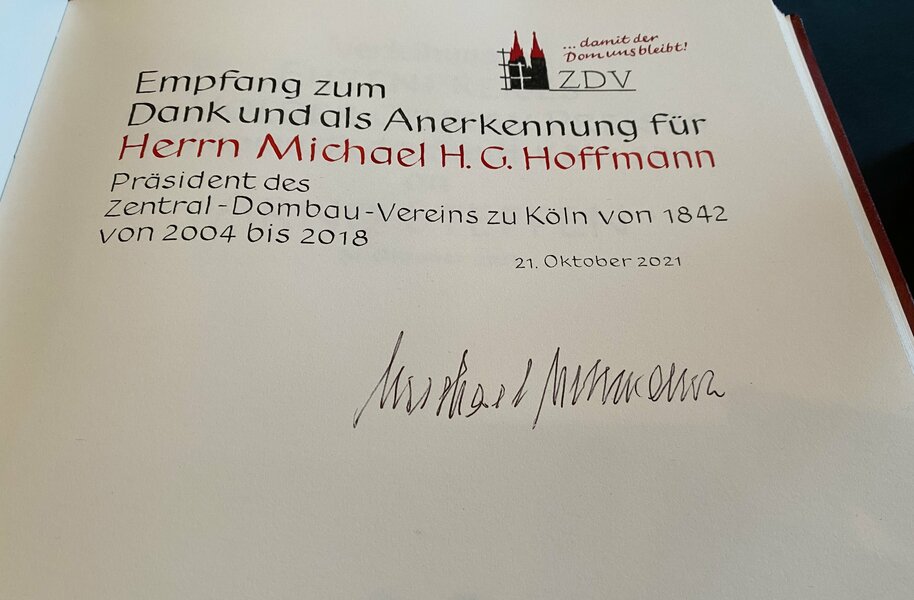 ...damit der
Dom uns bleibt!
ZDV
Empfang zum
Dank und als Anerkennung für
Herrn Michael H. G. Hoffmann
Präsident des
Zentral-Dombau-Vereins zu Köln von 1842
von 2004 bis 2018
21. Oktober 2021
Michael